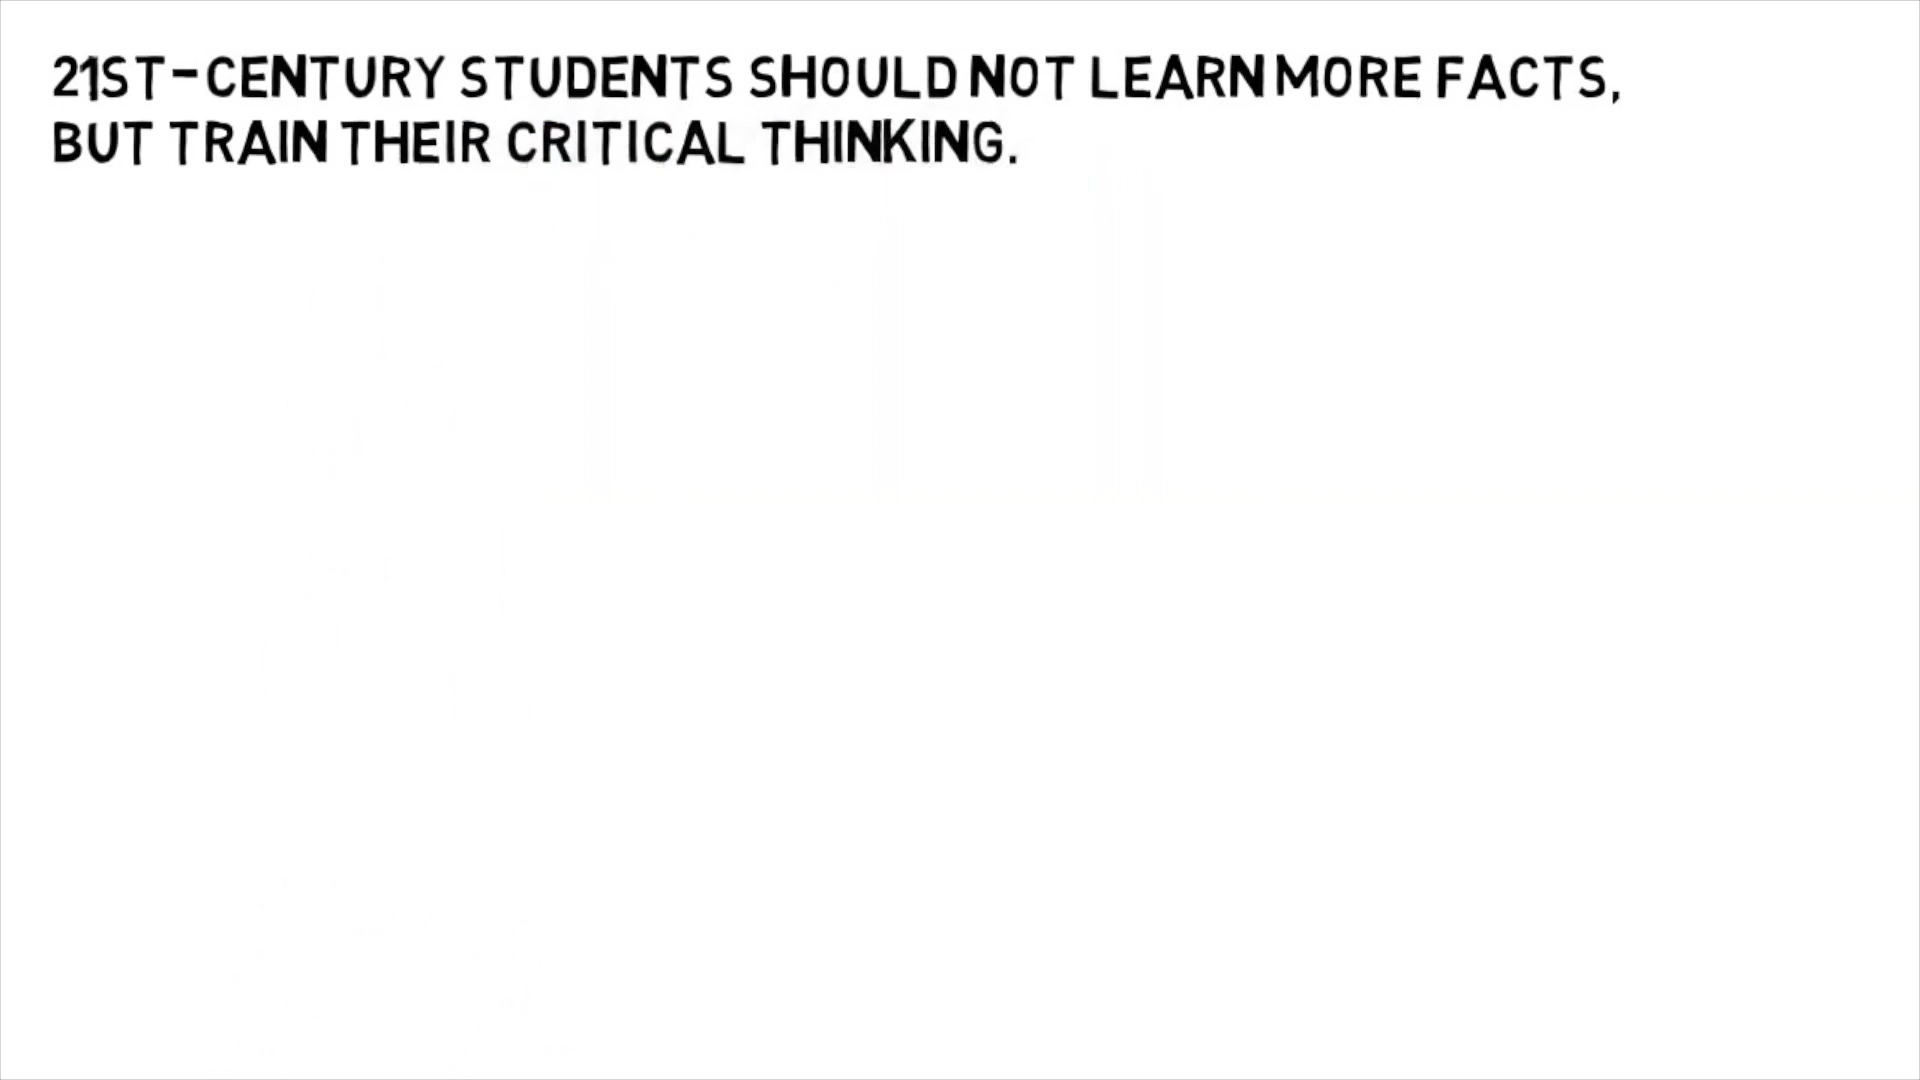 21ST-CENTURY STUDENTS SHOULD NOT LEARN MORE FACTS,
BUT TRAIN THEIR CRITICAL THINKING.